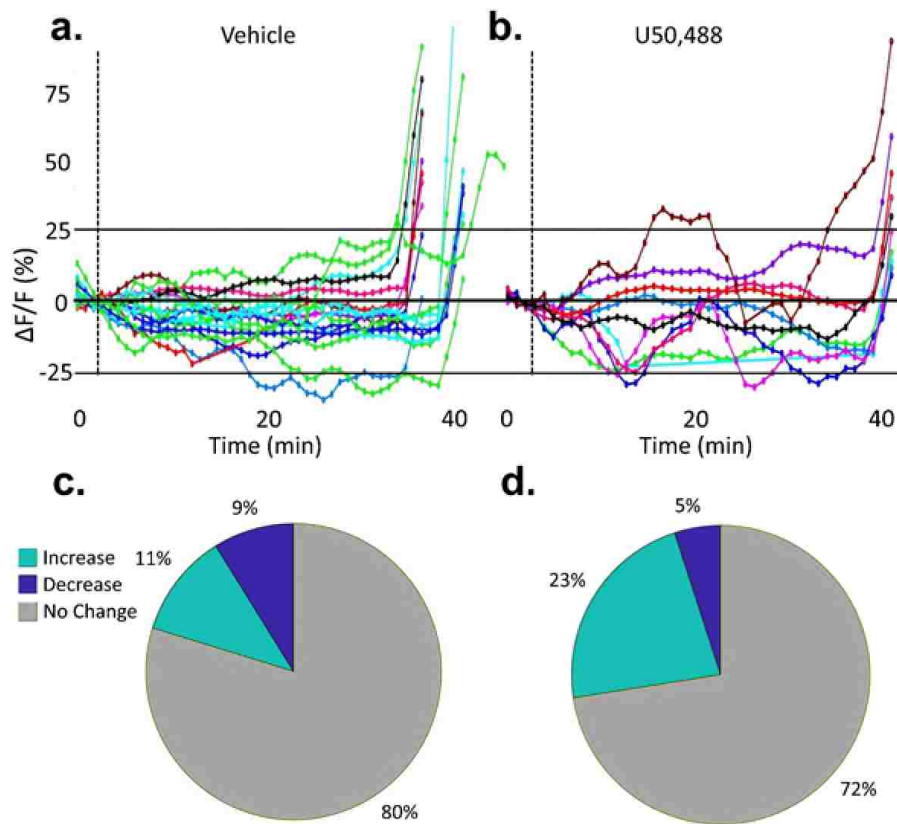 a.
Vehicle
b.
U50,488
ΔF/F (%)
75
50
25
0
-25
0
20
40
Time (min)
0
20
40
Time (min)
c.
d.
Increase
Decrease
No Change
9%
11%
80%
5%
23%
72%